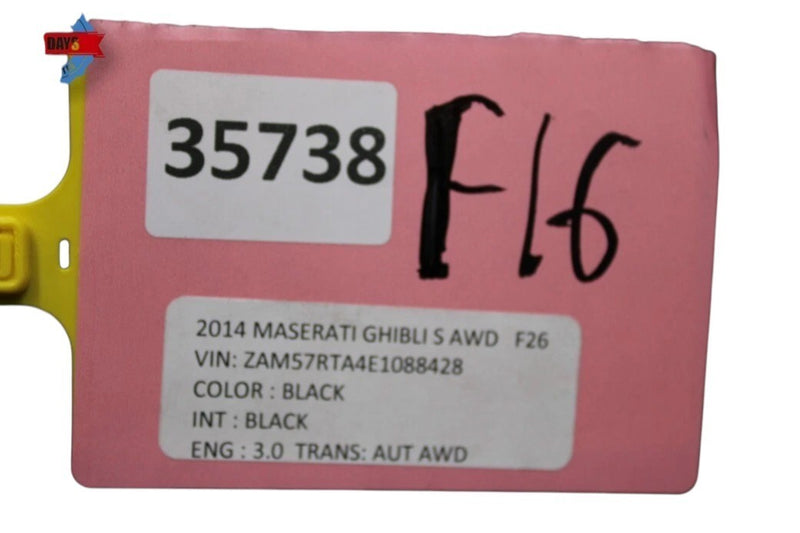 DAYS
35738
F16
2014 MASERATI GHIBLI S AWD F26
VIN: ZAM57RTA4E1088428
COLOR : BLACK
INT : BLACK
ENG : 3.0 TRANS: AUT AWD